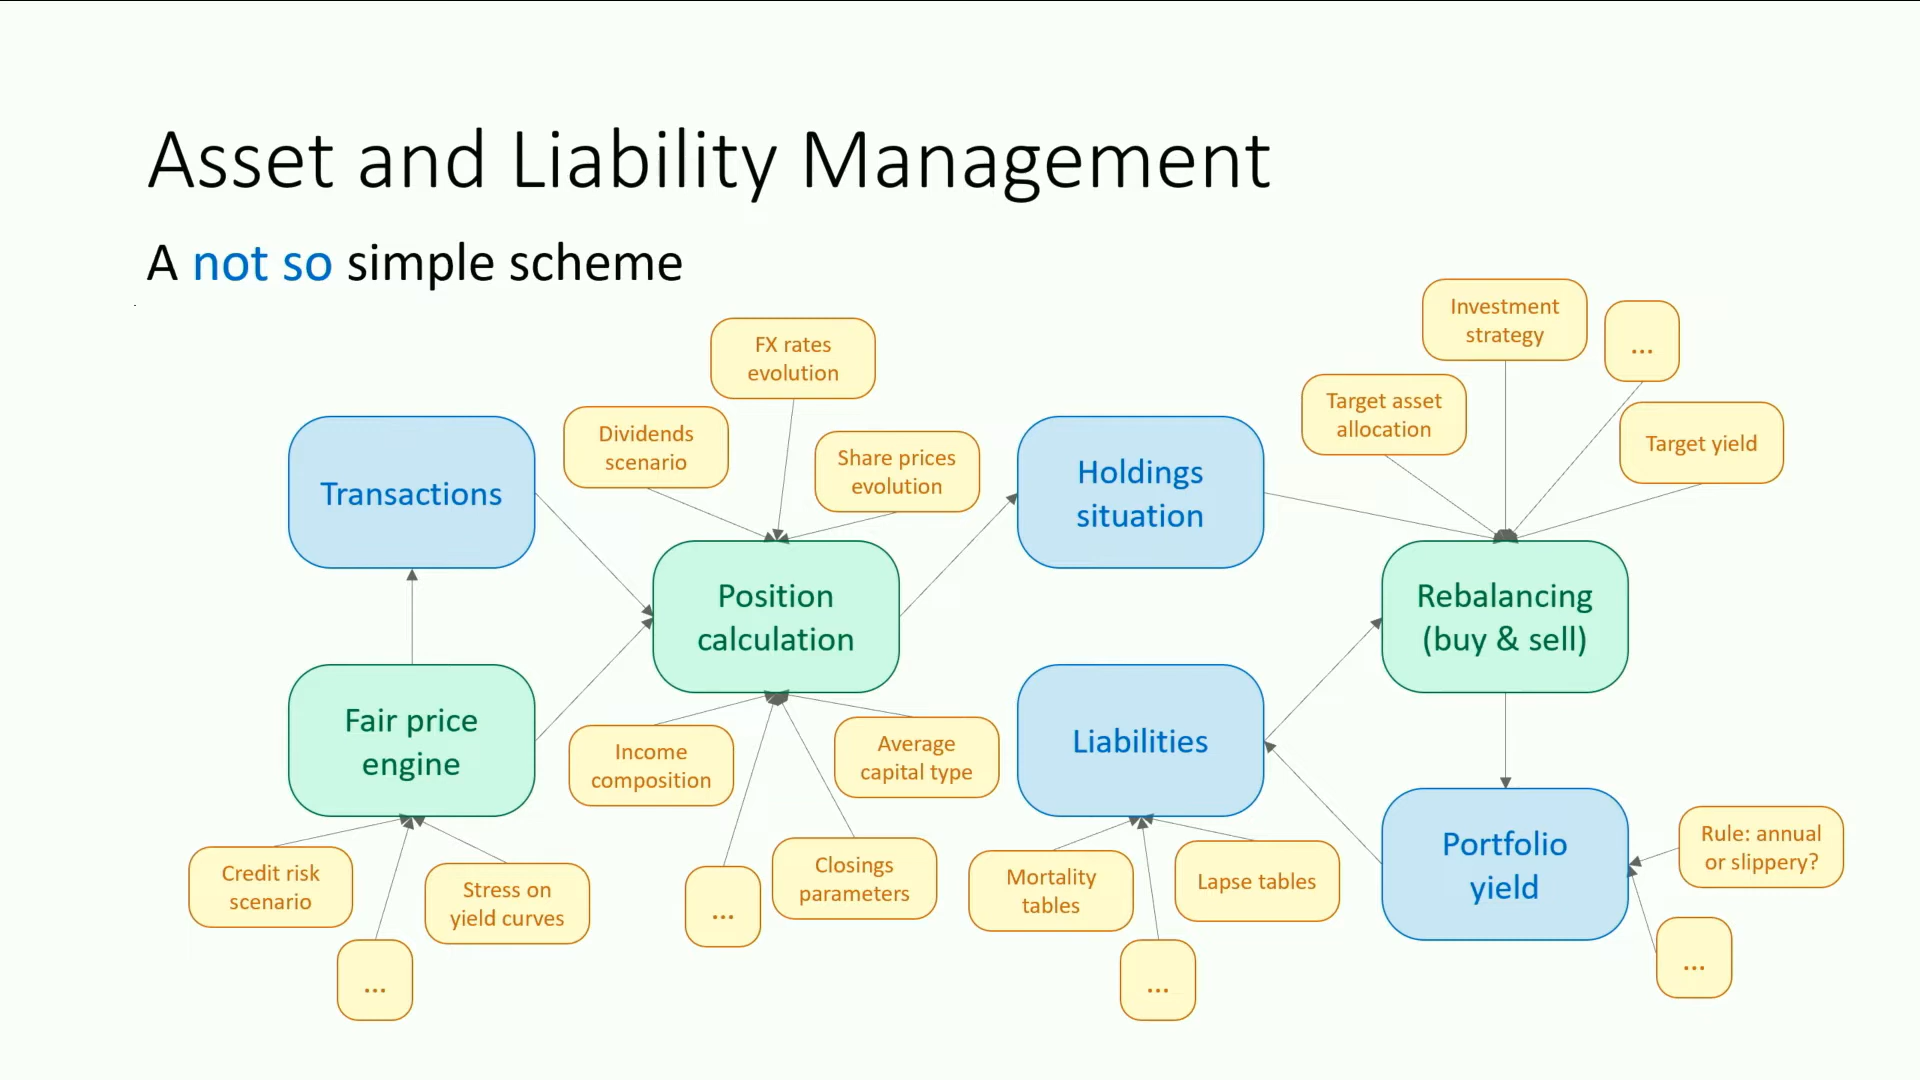 Asset and Liability Management
A not so simple scheme
FX rates
evolution
Dividends
scenario
Share prices
evolution
Investment
strategy
...
Target asset
allocation
Target yield
Transactions
Holdings
situation
Position
calculation
Rebalancing
(buy & sell)
Fair price
engine
Liabilities
Portfolio
yield
Income
composition
Average
capital type
...
Closings
parameters
Credit risk
scenario
Stress on
yield curves
...
Mortality
tables
Lapse tables
...
Rule: annual
or slippery?
...